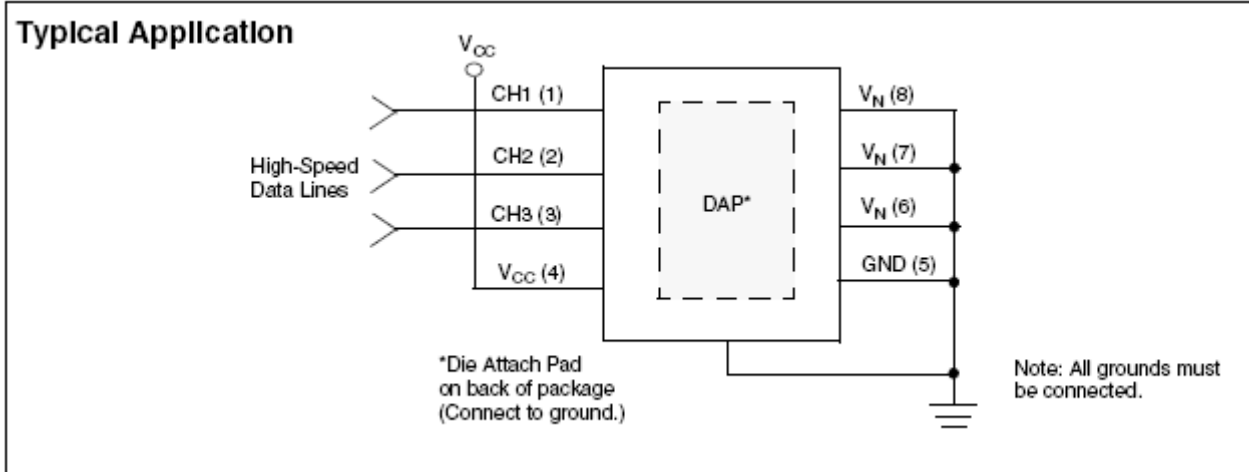 Typical Application
V_CC
CH1 (1)
V_N (8)
High-Speed
Data Lines
CH2 (2)
V_N (7)
DAP*
CH3 (3)
V_N (6)
V_CC (4)
GND (5)
*Die Attach Pad
on back of package
(Connect to ground.)
Note: All grounds must
be connected.